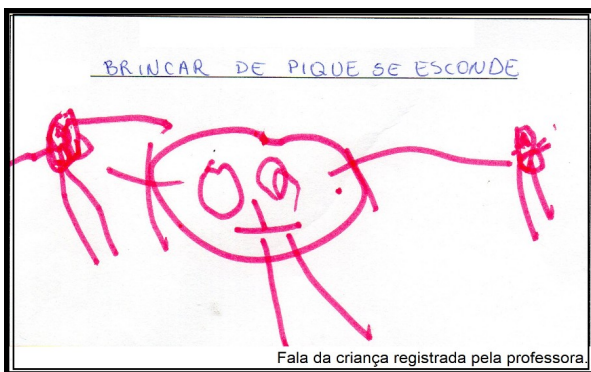 BRINCAR DE PIQUE SE ESCONDE
Fala da criança registrada pela professora.